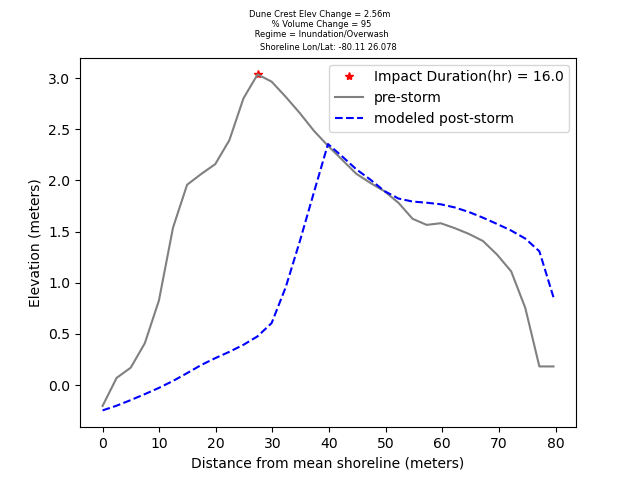 Dune Crest Elev Change = 2.56m
% Volume Change = 95
Regime = Inundation/Overwash
Shoreline Lon/Lat: -80.11 26.078
Impact Duration(hr) = 16.0
pre-storm
modeled post-storm
3.0
2.5
2.0
1.5
1.0
0.5
0.0
Elevation (meters)
0 10 20 30 40 50 60 70 80
Distance from mean shoreline (meters)